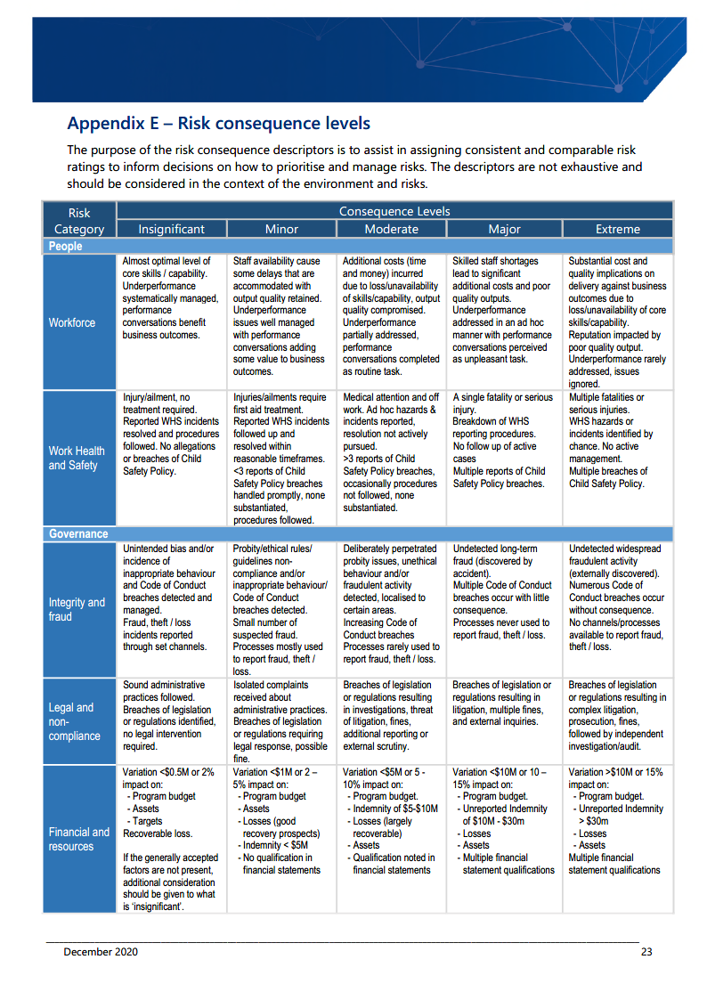 Appendix E – Risk consequence levels
The purpose of the risk consequence descriptors is to assist in assigning consistent and comparable risk
ratings to inform decisions on how to prioritise and manage risks. The descriptors are not exhaustive and
should be considered in the context of the environment and risks.
Risk
Category
Consequence Levels
Insignificant
Minor
Moderate
Major
Extreme
People
Workforce
Almost optimal level of
core skills / capability.
Underperformance
systematically managed,
performance
conversations benefit
business outcomes.
Staff availability cause
some delays that are
accommodated with
output quality retained.
Underperformance
issues well managed
with performance
conversations adding
some value to business
outcomes.
Additional costs (time
and money) incurred
due to loss/unavailability
of skills/capability, output
quality compromised.
Underperformance
partially addressed,
performance
conversations completed
as routine task.
Skilled staff shortages
lead to significant
additional costs and poor
quality outputs.
Underperformance
addressed in an ad hoc
manner with performance
conversations perceived
as unpleasant task.
Substantial cost and
quality implications on
delivery against business
outcomes due to
loss/unavailability of core
skills/capability.
Reputation impacted by
poor quality output.
Underperformance rarely
addressed, issues
ignored.
Work Health
and Safety
Injury/ailment, no
treatment required.
Reported WHS incidents
resolved and procedures
followed. No allegations
or breaches of Child
Safety Policy.
Injuries/ailments require
first aid treatment.
Reported WHS incidents
followed up and
resolved within
reasonable timeframes.
<3 reports of Child
Safety Policy breaches
handled promptly, none
substantiated,
procedures followed.
Medical attention and off
work. Ad hoc hazards &
incidents reported,
resolution not actively
pursued.
>3 reports of Child
Safety Policy breaches,
occasionally procedures
not followed, none
substantiated.
A single fatality or serious
injury.
Breakdown of WHS
reporting procedures.
No follow up of active
cases
Multiple reports of Child
Safety Policy breaches.
Multiple fatalities or
serious injuries.
WHS hazards or
incidents identified by
chance. No active
management.
Multiple breaches of
Child Safety Policy.
Governance
Integrity and
fraud
Unintended bias and/or
incidence of
inappropriate behaviour
and Code of Conduct
breaches detected and
managed.
Fraud, theft / loss
incidents reported
through set channels.
Probity/ethical rules/
guidelines non-
compliance and/or
inappropriate behaviour/
Code of Conduct
breaches detected.
Small number of
suspected fraud.
Processes mostly used
to report fraud, theft /
loss.
Deliberately perpetrated
probity issues, unethical
behaviour and/or
fraudulent activity
detected, localised to
certain areas.
Increasing Code of
Conduct breaches
Processes rarely used to
report fraud, theft / loss.
Undetected long-term
fraud (discovered by
accident).
Multiple Code of Conduct
breaches occur with little
consequence.
Processes never used to
report fraud, theft / loss.
Undetected widespread
fraudulent activity
(externally discovered).
Numerous Code of
Conduct breaches occur
without consequence.
No channels/processes
available to report fraud,
theft / loss.
Legal and
non-
compliance
Sound administrative
practices followed.
Breaches of legislation
or regulations identified,
no legal intervention
required.
Isolated complaints
received about
administrative practices.
Breaches of legislation
or regulations requiring
legal response, possible
fine.
Breaches of legislation
or regulations resulting
in investigations, threat
of litigation, fines,
additional reporting or
external scrutiny.
Breaches of legislation or
regulations resulting in
litigation, multiple fines,
and external inquiries.
Breaches of legislation
or regulations resulting in
complex litigation,
prosecution, fines,
followed by independent
investigation/audit.
Financial and
resources
Variation <$0.5M or 2%
impact on:
- Program budget
- Assets
- Targets
Recoverable loss.
If the generally accepted
factors are not present,
additional consideration
should be given to what
is ‘insignificant’.
Variation <$1M or 2 –
5% impact on:
- Program budget
- Assets
- Losses (good
recovery prospects)
- Indemnity < $5M
- No qualification in
financial statements
Variation <$5M or 5 -
10% impact on:
- Program budget.
- Indemnity of $5-$10M
- Losses (largely
recoverable)
- Assets
- Qualification noted in
financial statements
Variation <$10M or 10 –
15% impact on:
- Program budget.
- Unreported Indemnity
of $10M - $30m
- Losses
- Assets
- Multiple financial
statement qualifications
Variation >$10M or 15%
impact on:
- Program budget.
- Unreported Indemnity
> $30m
- Losses
- Assets
Multiple financial
statement qualifications
December 2020
23